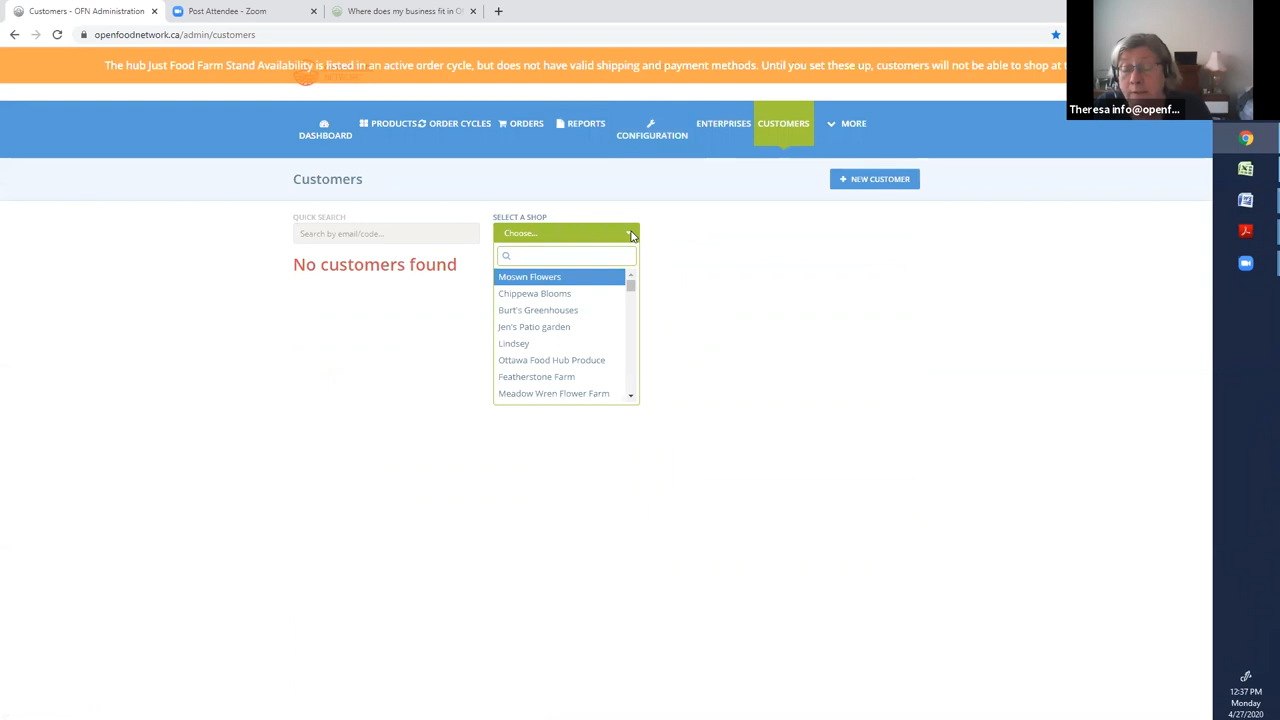 Customers - OFN Administration
Post Attendee - Zoom
Where does my business fit in Of
openfoodnetwork.ca/admin/customers
The hub Just Food Farm Stand Availability is listed in an active order cycle, but does not have valid shipping and payment methods. Until you set these up, customers will not be able to shop at
Theresa info@openf...
DASHBOARD
PRODUCTS
ORDER CYCLES
ORDERS
REPORTS
CONFIGURATION
ENTERPRISES
CUSTOMERS
MORE
Customers
NEW CUSTOMER
QUICK SEARCH
SELECT A SHOP
Search by email/code...
Choose...
No customers found
Moswn Flowers
Chippewa Blooms
Burt's Greenhouses
Jen's Patio garden
Lindsey
Ottawa Food Hub Produce
Featherstone Farm
Meadow Wren Flower Farm
12:37 PM
Monday
4/27/2020